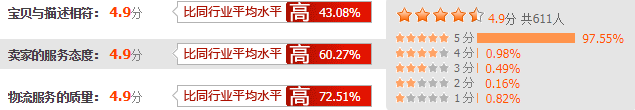 宝贝与描述相符： 4.9分 比同行业平均水平 高 43.08%
卖家的服务态度： 4.9分 比同行业平均水平 高 60.27%
物流服务的质量： 4.9分 比同行业平均水平 高 72.51%
4.9分 共611人
5分 97.55%
4分 0.98%
3分 0.49%
2分 0.16%
1分 0.82%